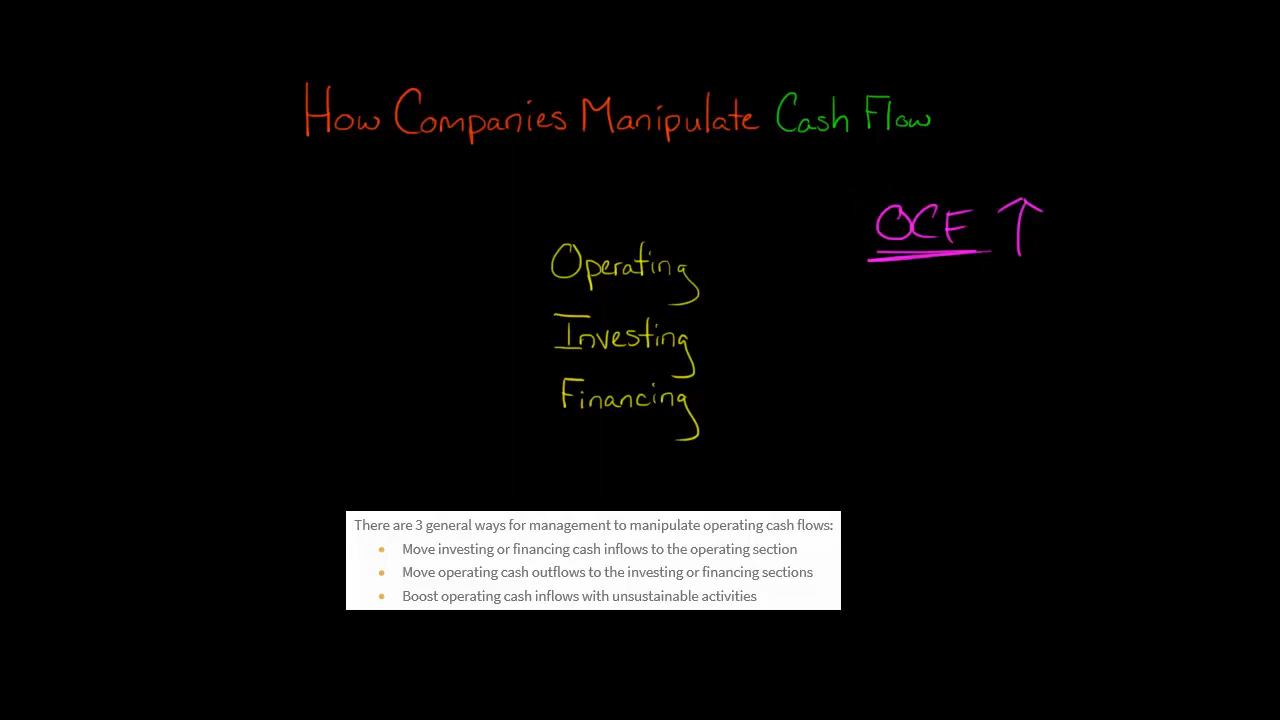 How Companies Manipulate Cash Flow
OCF ↑
Operating
Investing
Financing
There are 3 general ways for management to manipulate operating cash flows:
• Move investing or financing cash inflows to the operating section
• Move operating cash outflows to the investing or financing sections
• Boost operating cash inflows with unsustainable activities